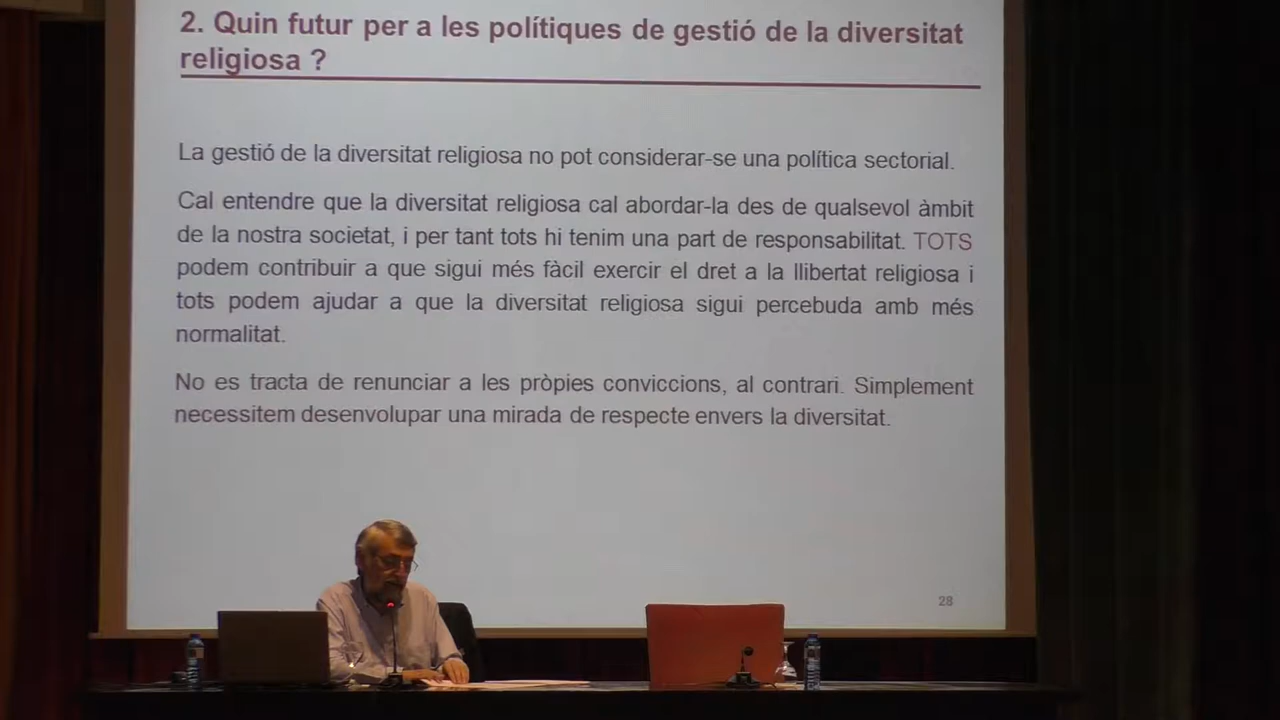 2. Quin futur per a les polítiques de gestió de la diversitat
religiosa ?
La gestió de la diversitat religiosa no pot considerar-se una política sectorial.
Cal entendre que la diversitat religiosa cal abordar-la des de qualsevol àmbit
de la nostra societat, i per tant tots hi tenim una part de responsabilitat. TOTS
podem contribuir a que sigui més fàcil exercir el dret a la llibertat religiosa i
tots podem ajudar a que la diversitat religiosa sigui percebuda amb més
normalitat.
No es tracta de renunciar a les pròpies conviccions, al contrari. Simplement
necessitem desenvolupar una mirada de respecte envers la diversitat.
28